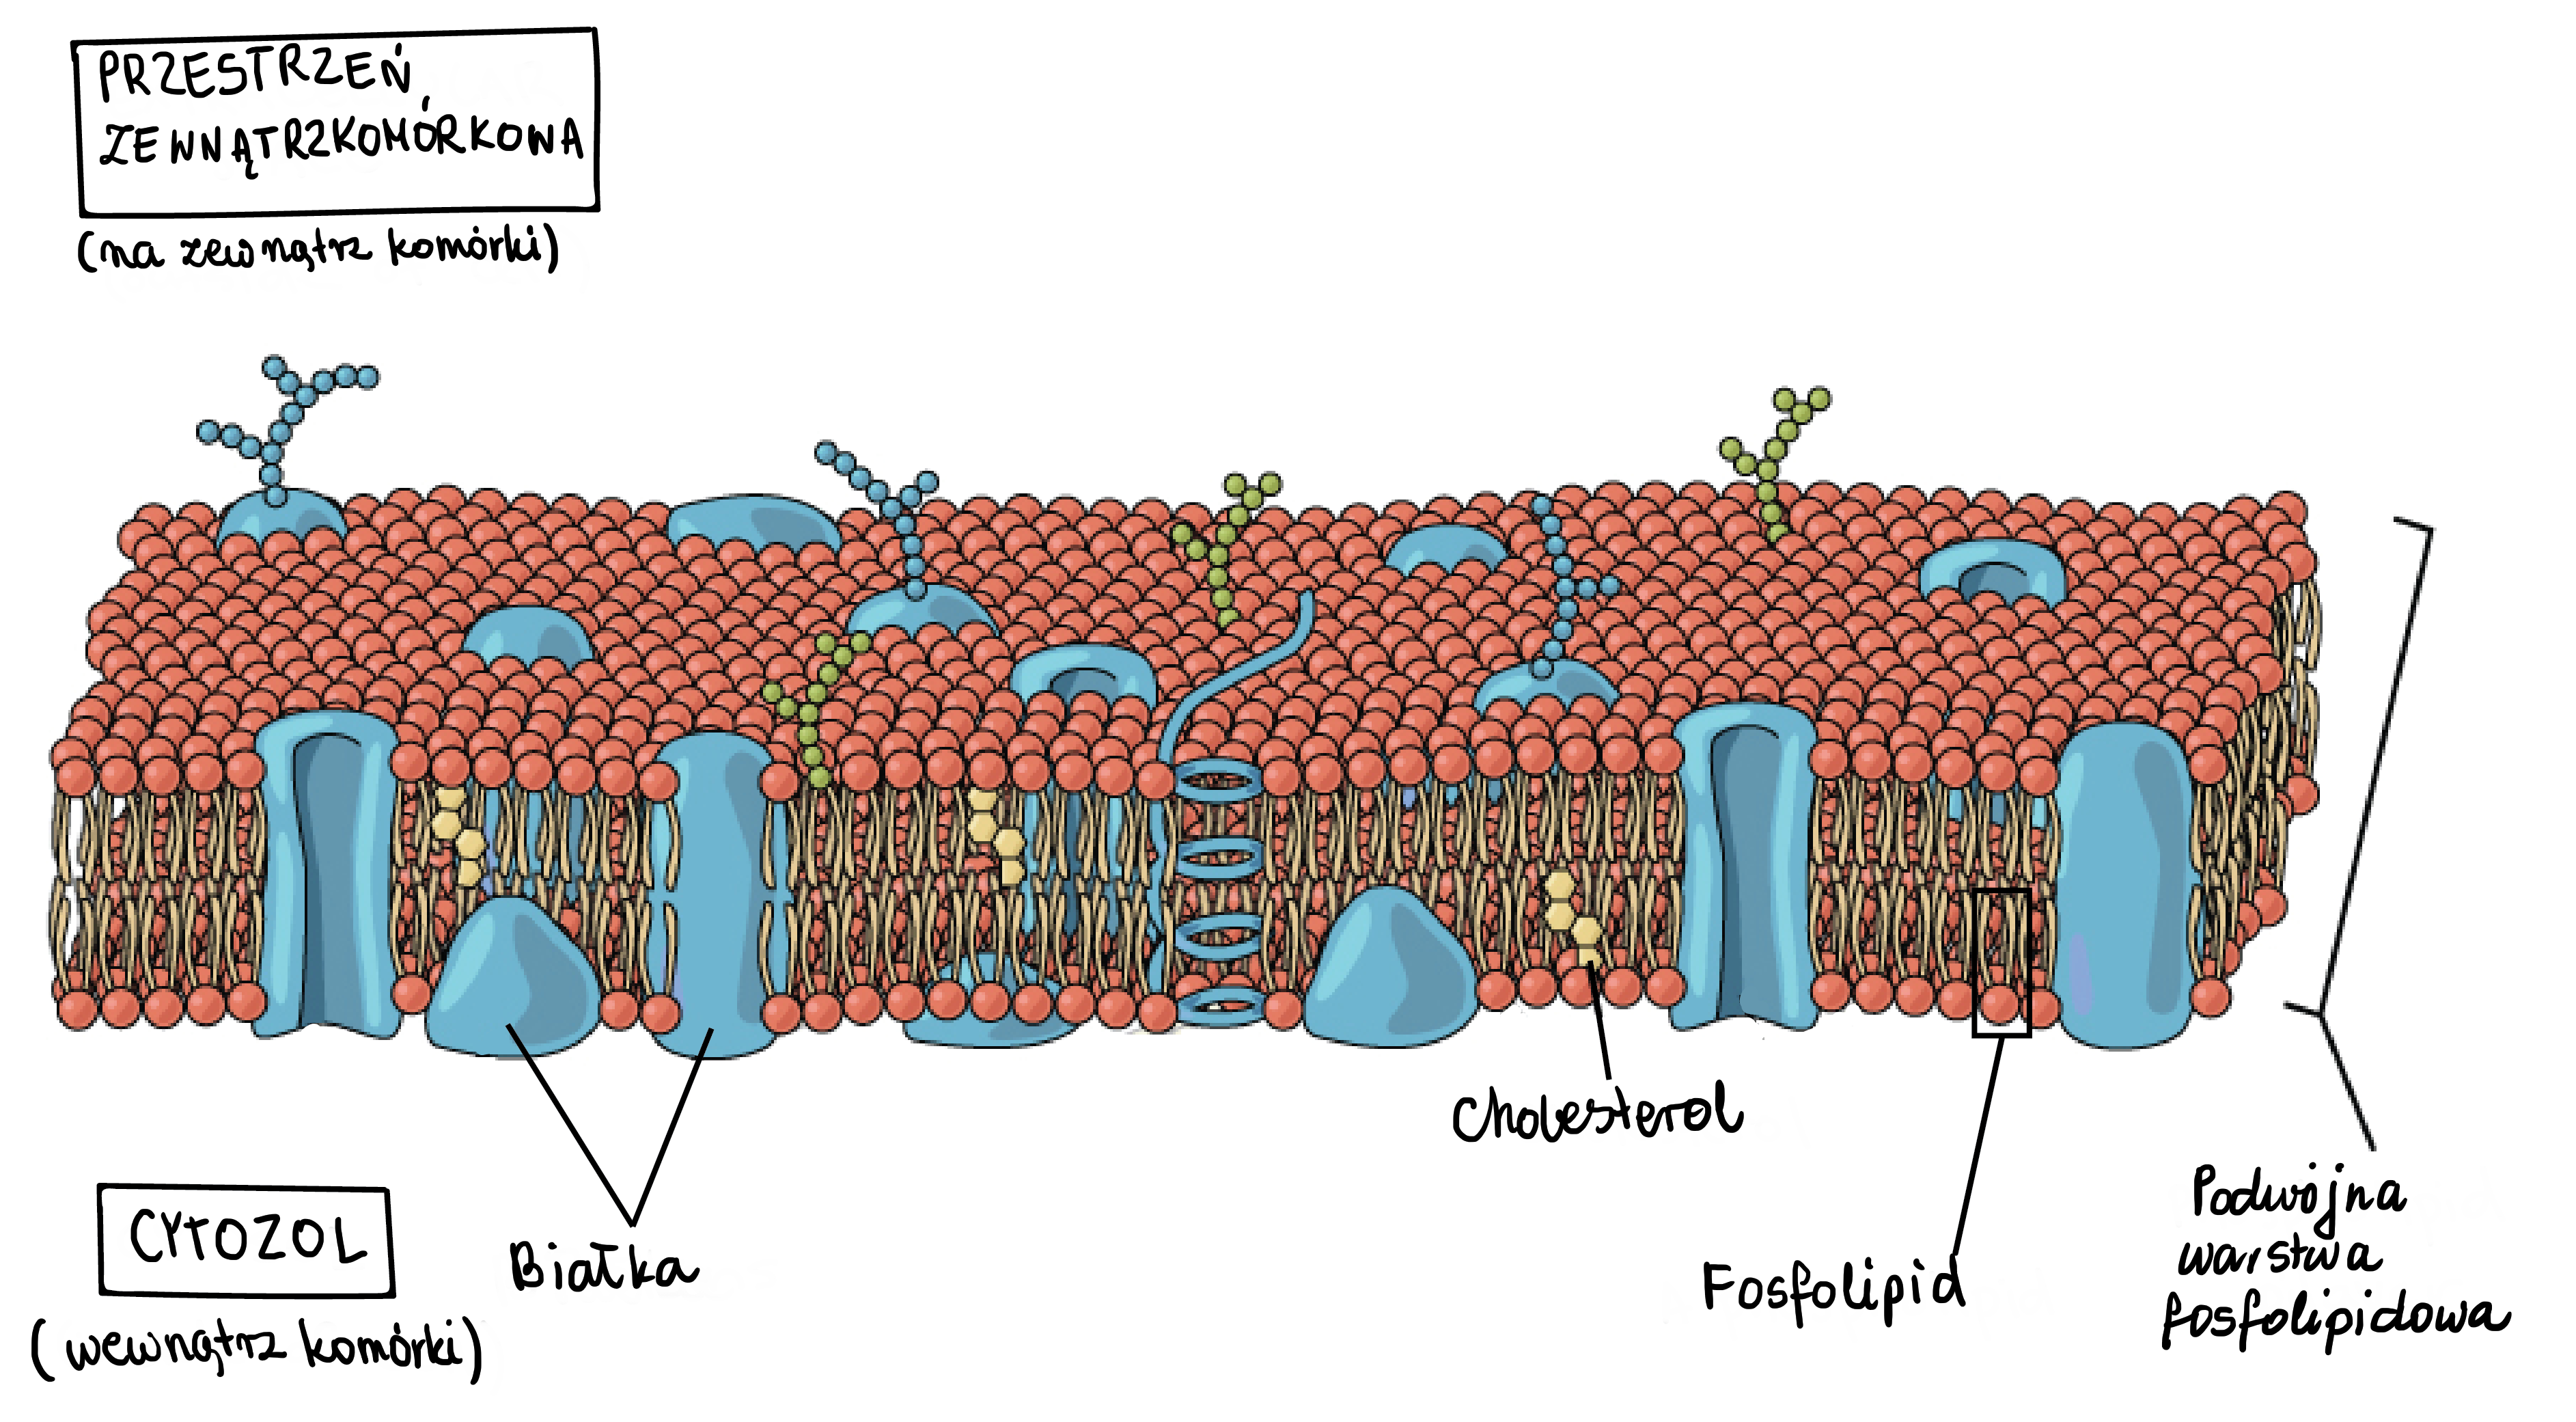 PRZESTRZEŃ
ZEWNĄTRZKOMÓRKOWA
(na zewnątrz komórki)
Cholesterol
Podwójna
warstwa
fosfolipidowa
CYTOZOL
Białka
Fosfolipid
(wewnątrz komórki)